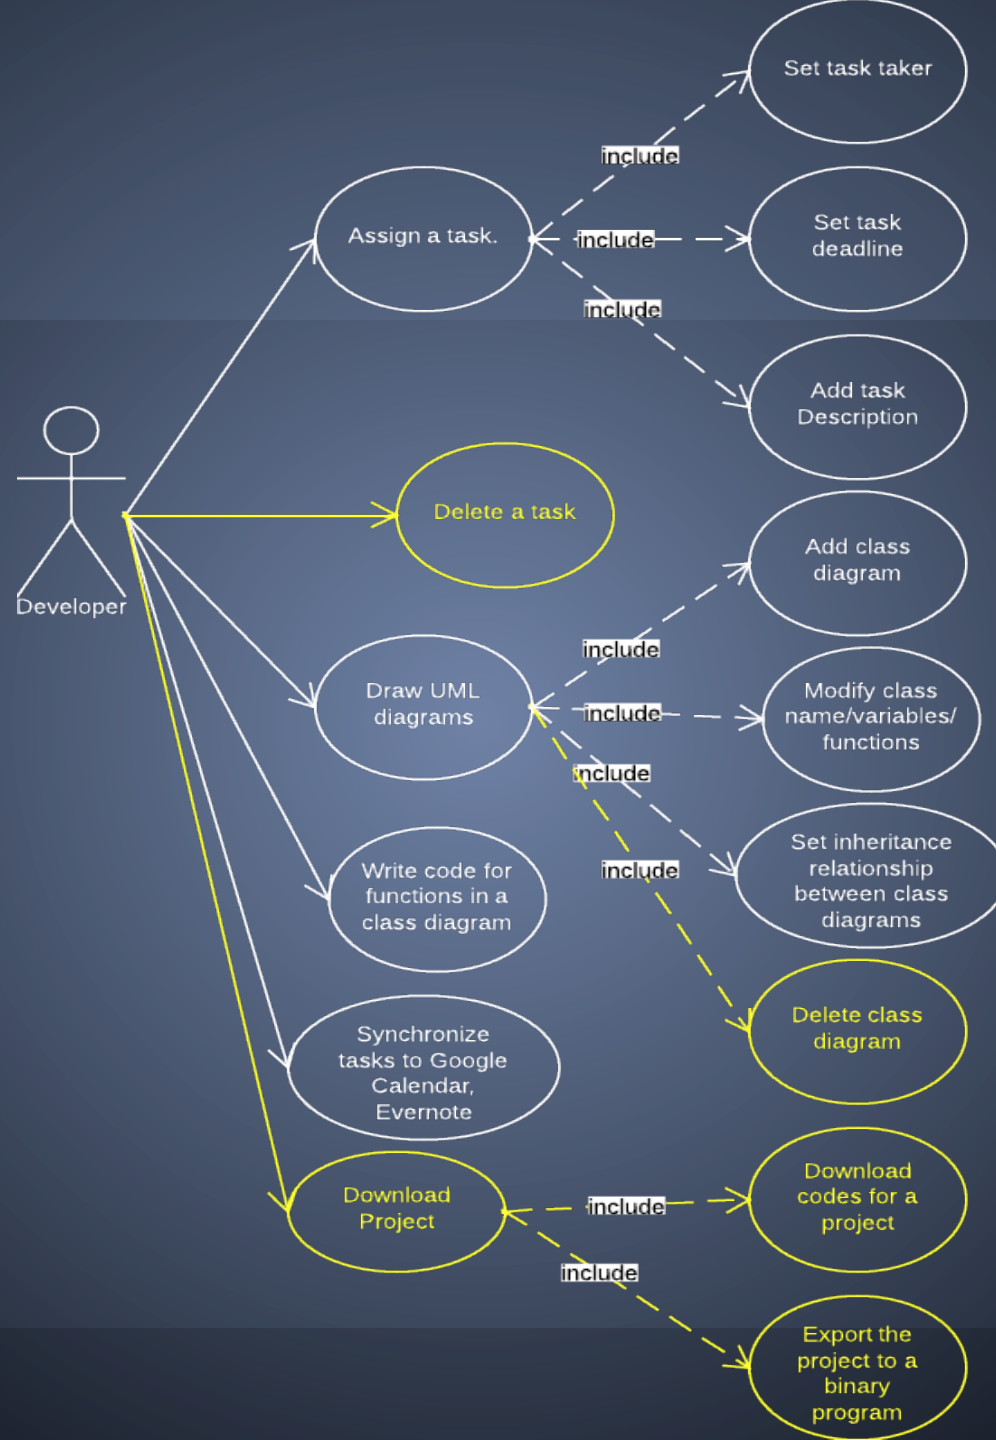 Set task taker
include
Assign a task.
include
Set task
deadline
include
Add task
Description
Developer
Delete a task
Add class
diagram
include
Draw UML
diagrams
include
Modify class
name/variables/
functions
include
Set inheritance
relationship
between class
diagrams
include
Write code for
functions in a
class diagram
Delete class
diagram
Synchronize
tasks to Google
Calendar,
Evernote
Download
Project
include
Download
codes for a
project
include
Export the
project to a
binary
program